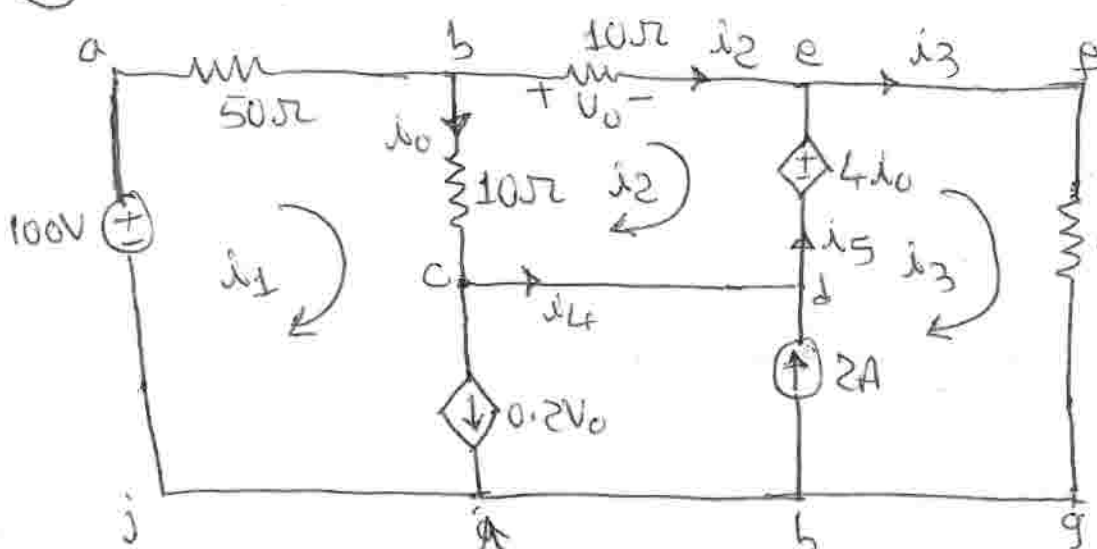 a b 10Ω i2 e i3 f
50Ω + V0 -
i0
10Ω i2 ± 4i0
100V ±
i1 c i5 i3
i4 d
0.2V0 2A
j h g